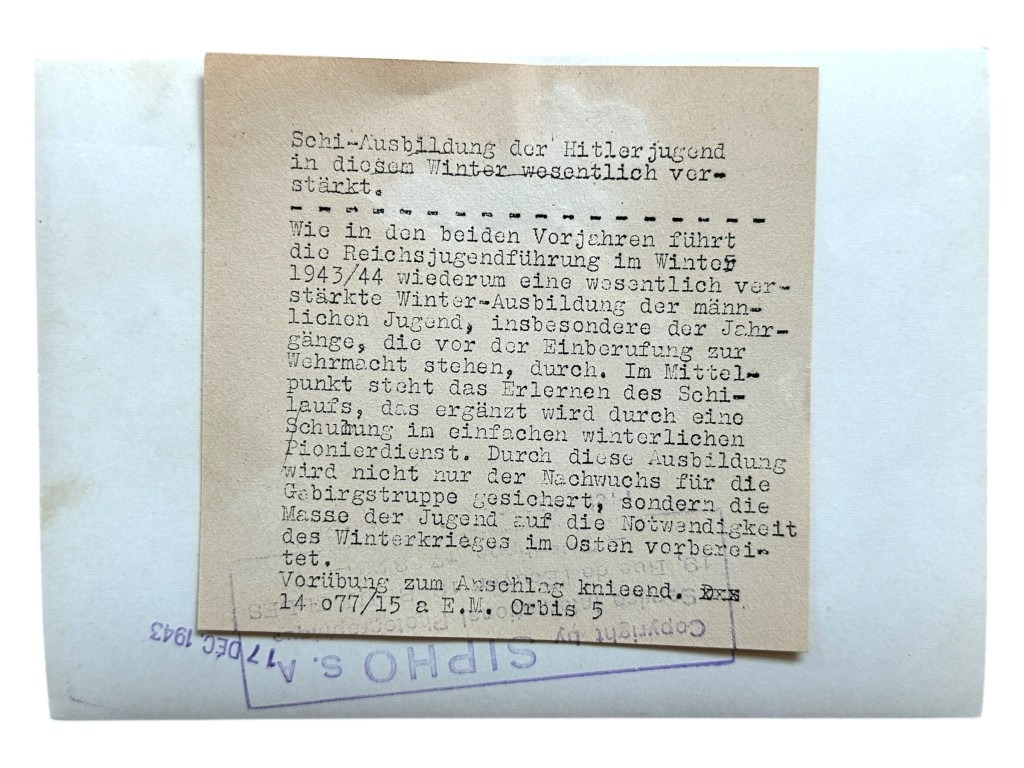 Schi-Ausbildung der Hitlerjugend
in diesem Winter wesentlich ver-
stärkt.
- - - - - - - - - - - - - - - - - -
Wie in den beiden Vorjahren führt
die Reichsjugendführung im Winter
1943/44 wiederum eine wesentlich ver-
stärkte Winter-Ausbildung der männ-
lichen Jugend, insbesondere der Jahr-
gänge, die vor der Einberufung zur
Wehrmacht stehen, durch. Im Mittel-
punkt steht das Erlernen des Schi-
laufs, das ergänzt wird durch eine
Schulung im einfachen winterlichen
Pionierdienst. Durch diese Ausbildung
wird nicht nur der Nachwuchs für die
Gebirgstruppe gesichert, sondern die
Masse der Jugend auf die Notwendigkeit
des Winterkrieges im Osten vorberei-
tet.
Vorübung zum Anschlag knieend.
14 o77/15 a E.M. Orbis 5
SIPHO S. A.
Copyright by
17 DÉC. 1943